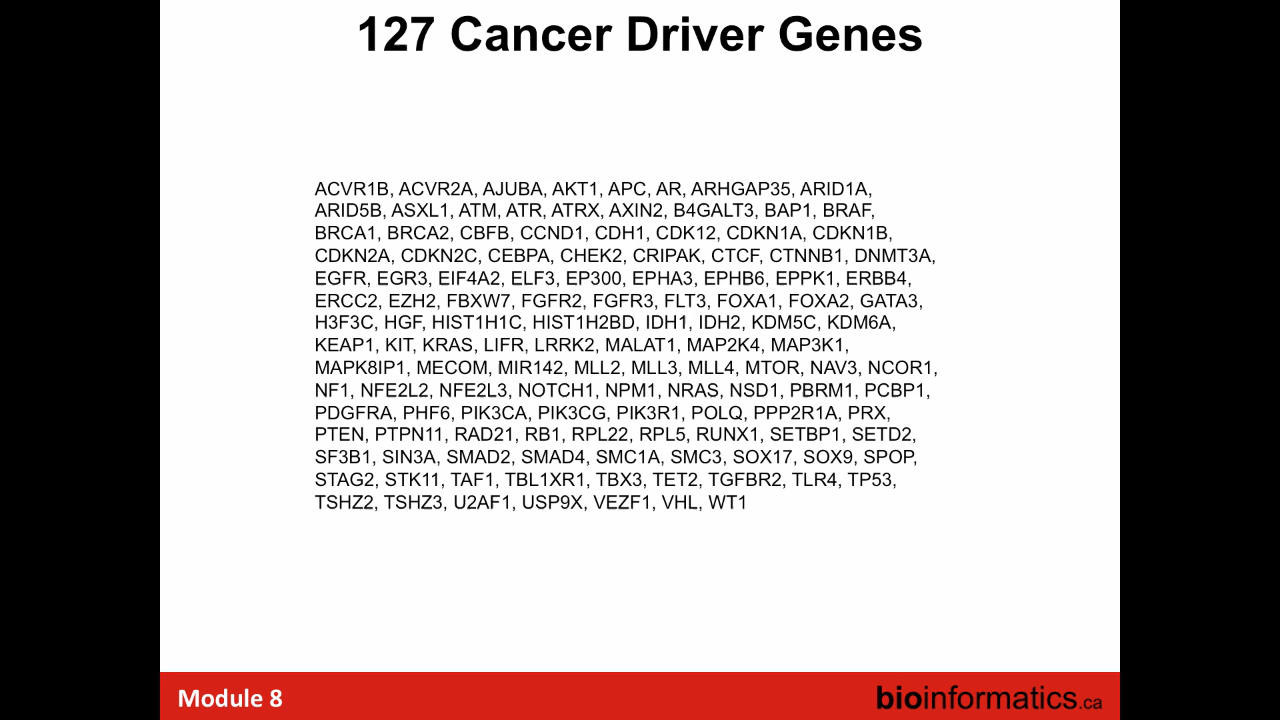 127 Cancer Driver Genes
ACVR1B, ACVR2A, AJUBA, AKT1, APC, AR, ARHGAP35, ARID1A,
ARID5B, ASXL1, ATM, ATR, ATRX, AXIN2, B4GALT3, BAP1, BRAF,
BRCA1, BRCA2, CBFB, CCND1, CDH1, CDK12, CDKN1A, CDKN1B,
CDKN2A, CDKN2C, CEBPA, CHEK2, CRIPAK, CTCF, CTNNB1, DNMT3A,
EGFR, EGR3, EIF4A2, ELF3, EP300, EPHA3, EPHB6, EPPK1, ERBB4,
ERCC2, EZH2, FBXW7, FGFR2, FGFR3, FLT3, FOXA1, FOXA2, GATA3,
H3F3C, HGF, HIST1H1C, HIST1H2BD, IDH1, IDH2, KDM5C, KDM6A,
KEAP1, KIT, KRAS, LIFR, LRRK2, MALAT1, MAP2K4, MAP3K1,
MAPK8IP1, MECOM, MIR142, MLL2, MLL3, MLL4, MTOR, NAV3, NCOR1,
NF1, NFE2L2, NFE2L3, NOTCH1, NPM1, NRAS, NSD1, PBRM1, PCBP1,
PDGFRA, PHF6, PIK3CA, PIK3CG, PIK3R1, POLQ, PPP2R1A, PRX,
PTEN, PTPN11, RAD21, RB1, RPL22, RPL5, RUNX1, SETBP1, SETD2,
SF3B1, SIN3A, SMAD2, SMAD4, SMC1A, SMC3, SOX17, SOX9, SPOP,
STAG2, STK11, TAF1, TBL1XR1, TBX3, TET2, TGFBR2, TLR4, TP53,
TSHZ2, TSHZ3, U2AF1, USP9X, VEZF1, VHL, WT1
Module 8
bioinformatics.ca